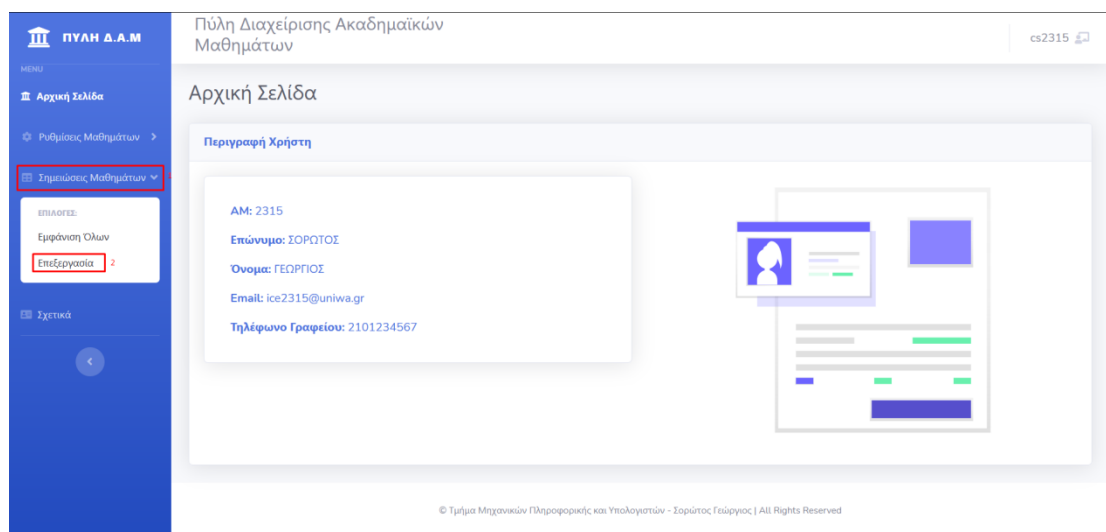 ΠΥΛΗ Δ.Α.Μ
Πύλη Διαχείρισης Ακαδημαϊκών
Μαθημάτων
cs2315
MENU
Αρχική Σελίδα
Ρυθμίσεις Μαθημάτων
Σημειώσεις Μαθημάτων
ΕΠΙΛΟΓΕΣ:
Εμφάνιση Όλων
Επεξεργασία 2
Σχετικά
Αρχική Σελίδα
Περιγραφή Χρήστη
ΑΜ: 2315
Επώνυμο: ΣΟΡΩΤΟΣ
Όνομα: ΓΕΩΡΓΙΟΣ
Email: ice2315@uniwa.gr
Τηλέφωνο Γραφείου: 2101234567
© Τμήμα Μηχανικών Πληροφορικής και Υπολογιστών - Σορώτος Γεώργιος | All Rights Reserved